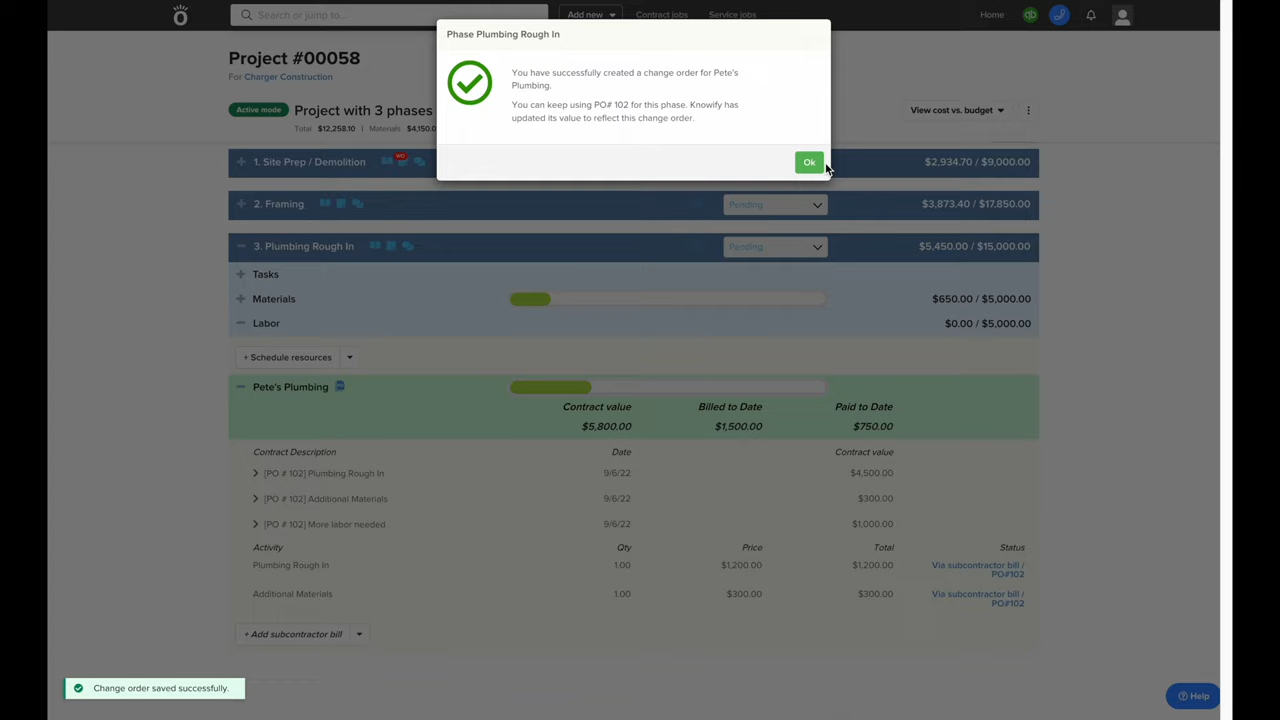 Search or jump to...
Add new
Contract jobs
Service jobs
Home
qb
Phase Plumbing Rough In
You have successfully created a change order for Pete's
Plumbing.
You can keep using PO# 102 for this phase. Knowify has
updated its value to reflect this change order.
Ok
Project #00058
For Charger Construction
Active mode
Project with 3 phases
View cost vs. budget
Total $12,258.10 | Materials $4,150.0
1. Site Prep / Demolition
WO
$2,934.70 / $9,000.00
2. Framing
Pending
$3,873.40 / $17,850.00
3. Plumbing Rough In
Pending
$5,450.00 / $15,000.00
Tasks
Materials
$650.00 / $5,000.00
Labor
$0.00 / $5,000.00
+ Schedule resources
Pete's Plumbing
Contract value
Billed to Date
Paid to Date
$5,800.00
$1,500.00
$750.00
Contract Description
Date
Contract value
[PO # 102] Plumbing Rough In
9/6/22
$4,500.00
[PO # 102] Additional Materials
9/6/22
$300.00
[PO # 102] More labor needed
9/6/22
$1,000.00
Activity
Qty
Price
Total
Status
Plumbing Rough In
1.00
$1,200.00
$1,200.00
Via subcontractor bill /
PO#102
Additional Materials
1.00
$300.00
$300.00
Via subcontractor bill /
PO#102
+ Add subcontractor bill
Change order saved successfully.
Help